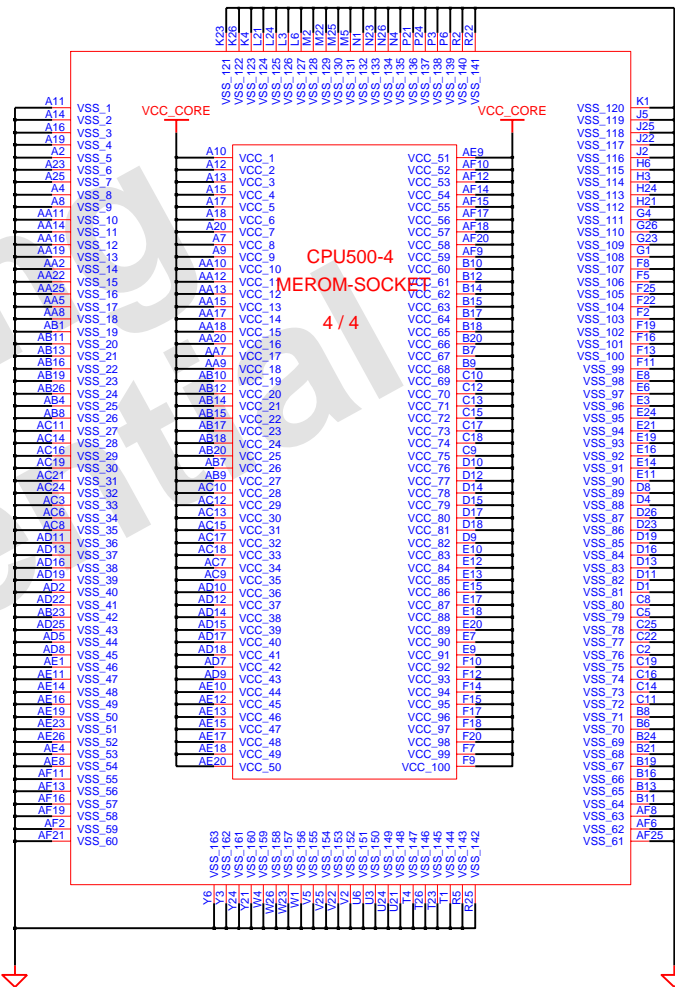 K23 VSS_121
K26 VSS_122
K4 VSS_123
L21 VSS_124
L24 VSS_125
L3 VSS_126
L6 VSS_127
M2 VSS_128
M22 VSS_129
M25 VSS_130
M5 VSS_131
N1 VSS_132
N23 VSS_133
N26 VSS_134
N4 VSS_135
P21 VSS_136
P24 VSS_137
P3 VSS_138
P6 VSS_139
R2 VSS_140
R22 VSS_141
A11 VSS_1
A14 VSS_2
A16 VSS_3
A19 VSS_4
A2 VSS_5
A23 VSS_6
A25 VSS_7
A4 VSS_8
A8 VSS_9
AA11 VSS_10
AA14 VSS_11
AA16 VSS_12
AA19 VSS_13
AA2 VSS_14
AA22 VSS_15
AA25 VSS_16
AA5 VSS_17
AA8 VSS_18
AB1 VSS_19
AB11 VSS_20
AB13 VSS_21
AB16 VSS_22
AB19 VSS_23
AB26 VSS_24
AB4 VSS_25
AB8 VSS_26
AC11 VSS_27
AC14 VSS_28
AC16 VSS_29
AC19 VSS_30
AC21 VSS_31
AC24 VSS_32
AC3 VSS_33
AC6 VSS_34
AC8 VSS_35
AD11 VSS_36
AD13 VSS_37
AD16 VSS_38
AD19 VSS_39
AD2 VSS_40
AD22 VSS_41
AB23 VSS_42
AD25 VSS_43
AD5 VSS_44
AD8 VSS_45
AE1 VSS_46
AE11 VSS_47
AE14 VSS_48
AE16 VSS_49
AE19 VSS_50
AE23 VSS_51
AE26 VSS_52
AE4 VSS_53
AE8 VSS_54
AF11 VSS_55
AF13 VSS_56
AF16 VSS_57
AF19 VSS_58
AF2 VSS_59
AF21 VSS_60
VCC_CORE
A10 VCC_1
A12 VCC_2
A13 VCC_3
A15 VCC_4
A17 VCC_5
A18 VCC_6
A20 VCC_7
A7 VCC_8
A9 VCC_9
AA10 VCC_10
AA12 VCC_11
AA13 VCC_12
AA15 VCC_13
AA17 VCC_14
AA18 VCC_15
AA20 VCC_16
AA7 VCC_17
AA9 VCC_18
AB10 VCC_19
AB12 VCC_20
AB14 VCC_21
AB15 VCC_22
AB17 VCC_23
AB18 VCC_24
AB20 VCC_25
AB7 VCC_26
AB9 VCC_27
AC10 VCC_28
AC12 VCC_29
AC13 VCC_30
AC15 VCC_31
AC17 VCC_32
AC18 VCC_33
AC7 VCC_34
AC9 VCC_35
AD10 VCC_36
AD12 VCC_37
AD14 VCC_38
AD15 VCC_39
AD17 VCC_40
AD18 VCC_41
AD7 VCC_42
AD9 VCC_43
AE10 VCC_44
AE12 VCC_45
AE13 VCC_46
AE15 VCC_47
AE17 VCC_48
AE18 VCC_49
AE20 VCC_50
CPU500-4
MEROM-SOCKET
4 / 4
VCC_CORE
VCC_51 AE9
VCC_52 AF10
VCC_53 AF12
VCC_54 AF14
VCC_55 AF15
VCC_56 AF17
VCC_57 AF18
VCC_58 AF20
VCC_59 AF9
VCC_60 B10
VCC_61 B12
VCC_62 B14
VCC_63 B15
VCC_64 B17
VCC_65 B18
VCC_66 B20
VCC_67 B7
VCC_68 B9
VCC_69 C10
VCC_70 C12
VCC_71 C13
VCC_72 C15
VCC_73 C17
VCC_74 C18
VCC_75 C9
VCC_76 D10
VCC_77 D12
VCC_78 D14
VCC_79 D15
VCC_80 D17
VCC_81 D18
VCC_82 D9
VCC_83 E10
VCC_84 E12
VCC_85 E13
VCC_86 E15
VCC_87 E17
VCC_88 E18
VCC_89 E20
VCC_90 E7
VCC_91 E9
VCC_92 F10
VCC_93 F12
VCC_94 F14
VCC_95 F15
VCC_96 F17
VCC_97 F18
VCC_98 F20
VCC_99 F7
VCC_100 F9
VSS_120 K1
VSS_119 J5
VSS_118 J25
VSS_117 J22
VSS_116 J2
VSS_115 H6
VSS_114 H3
VSS_113 H24
VSS_112 H21
VSS_111 G4
VSS_110 G26
VSS_109 G23
VSS_108 G1
VSS_107 F8
VSS_106 F5
VSS_105 F25
VSS_104 F22
VSS_103 F2
VSS_102 F19
VSS_101 F16
VSS_100 F13
VSS_99 F11
VSS_98 E8
VSS_97 E6
VSS_96 E3
VSS_95 E24
VSS_94 E21
VSS_93 E19
VSS_92 E16
VSS_91 E14
VSS_90 E11
VSS_89 D8
VSS_88 D4
VSS_87 D26
VSS_86 D23
VSS_85 D19
VSS_84 D16
VSS_83 D13
VSS_82 D11
VSS_81 D1
VSS_80 C8
VSS_79 C5
VSS_78 C25
VSS_77 C22
VSS_76 C2
VSS_75 C19
VSS_74 C16
VSS_73 C14
VSS_72 C11
VSS_71 B8
VSS_70 B6
VSS_69 B24
VSS_68 B21
VSS_67 B19
VSS_66 B16
VSS_65 B13
VSS_64 B11
VSS_63 AF8
VSS_62 AF6
VSS_61 AF25
VSS_163 Y6
VSS_162 Y3
VSS_161 Y24
VSS_160 Y21
VSS_159 W4
VSS_158 W26
VSS_157 W23
VSS_156 W1
VSS_155 V5
VSS_154 V25
VSS_153 V22
VSS_152 V2
VSS_151 U6
VSS_150 U3
VSS_149 U24
VSS_148 U21
VSS_147 T4
VSS_146 T26
VSS_145 T23
VSS_144 T1
VSS_143 R5
VSS_142 R25